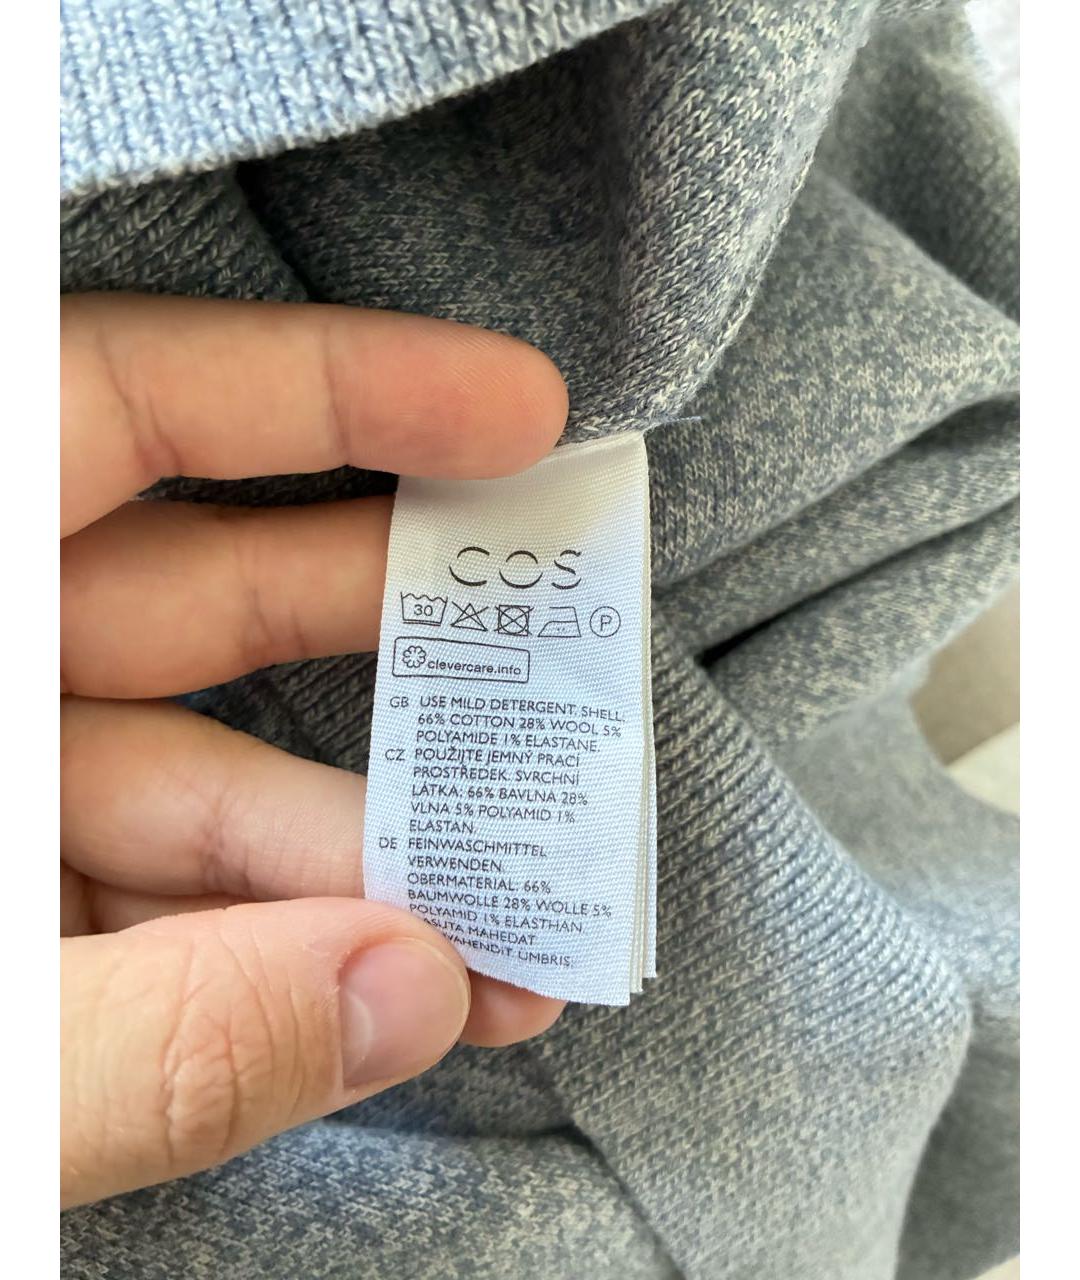 COS
30
P
clevercare.info
GB USE MILD DETERGENT. SHELL:
66% COTTON 28% WOOL 5%
POLYAMIDE 1% ELASTANE.
CZ POUŽIJTE JEMNÝ PRACÍ
PROSTŘEDEK. SVRCHNÍ
LÁTKA: 66% BAVLNA 28%
VLNA 5% POLYAMID 1%
ELASTAN.
DE FEINWASCHMITTEL
VERWENDEN.
OBERMATERIAL: 66%
BAUMWOLLE 28% WOLLE 5%
POLYAMID 1% ELASTHAN.
MAHEDAT
UMBRIS: